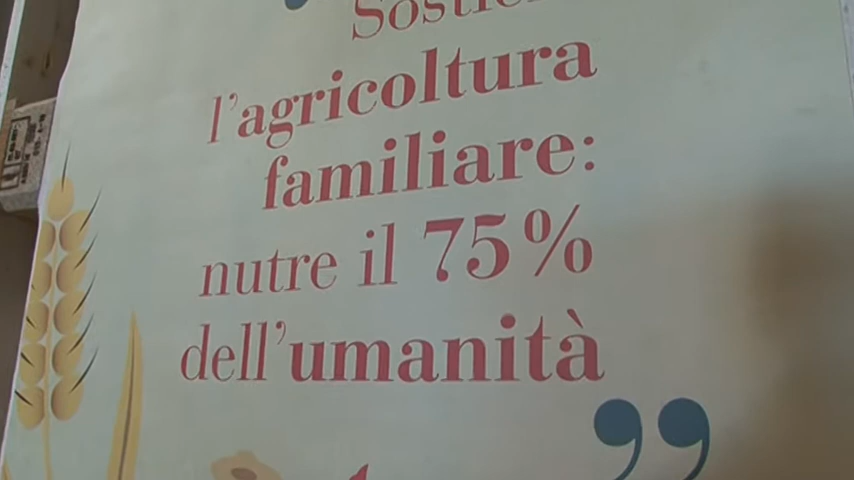 l'agricoltura
familiare:
nutre il 75%
dell'umanità
”